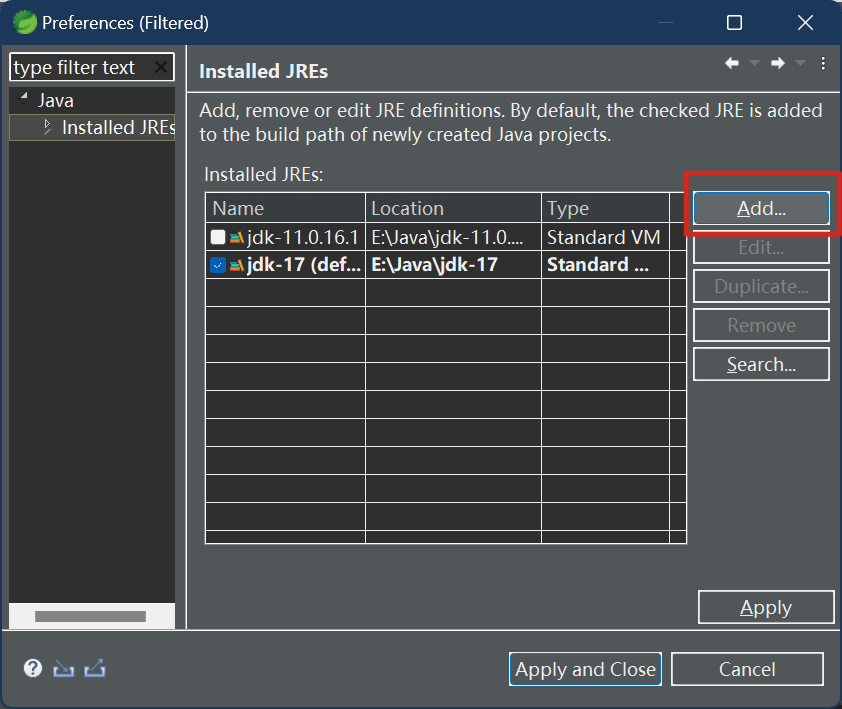 Preferences (Filtered)
type filter text
Java
Installed JREs
Installed JREs
Add, remove or edit JRE definitions. By default, the checked JRE is added
to the build path of newly created Java projects.
Installed JREs:
Name Location Type
jdk-11.0.16.1 E:\Java\jdk-11.0.... Standard VM
jdk-17 (def... E:\Java\jdk-17 Standard ...
Add...
Edit...
Duplicate...
Remove
Search...
Apply
Apply and Close
Cancel